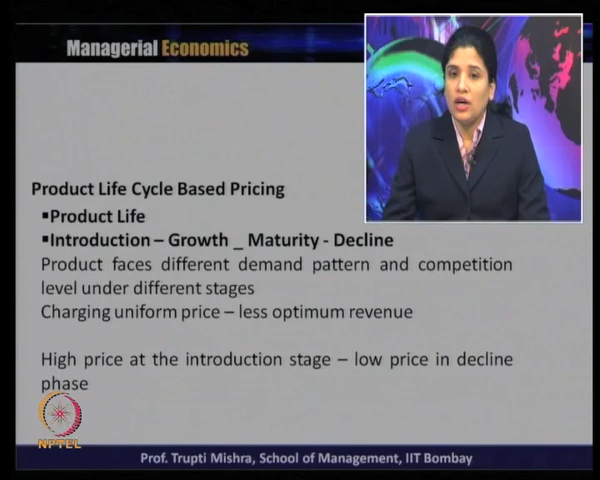 Managerial Economics
Product Life Cycle Based Pricing
▪Product Life
▪Introduction – Growth _ Maturity - Decline
Product faces different demand pattern and competition
level under different stages
Charging uniform price – less optimum revenue
High price at the introduction stage – low price in decline
phase
NPTEL
Prof. Trupti Mishra, School of Management, IIT Bombay